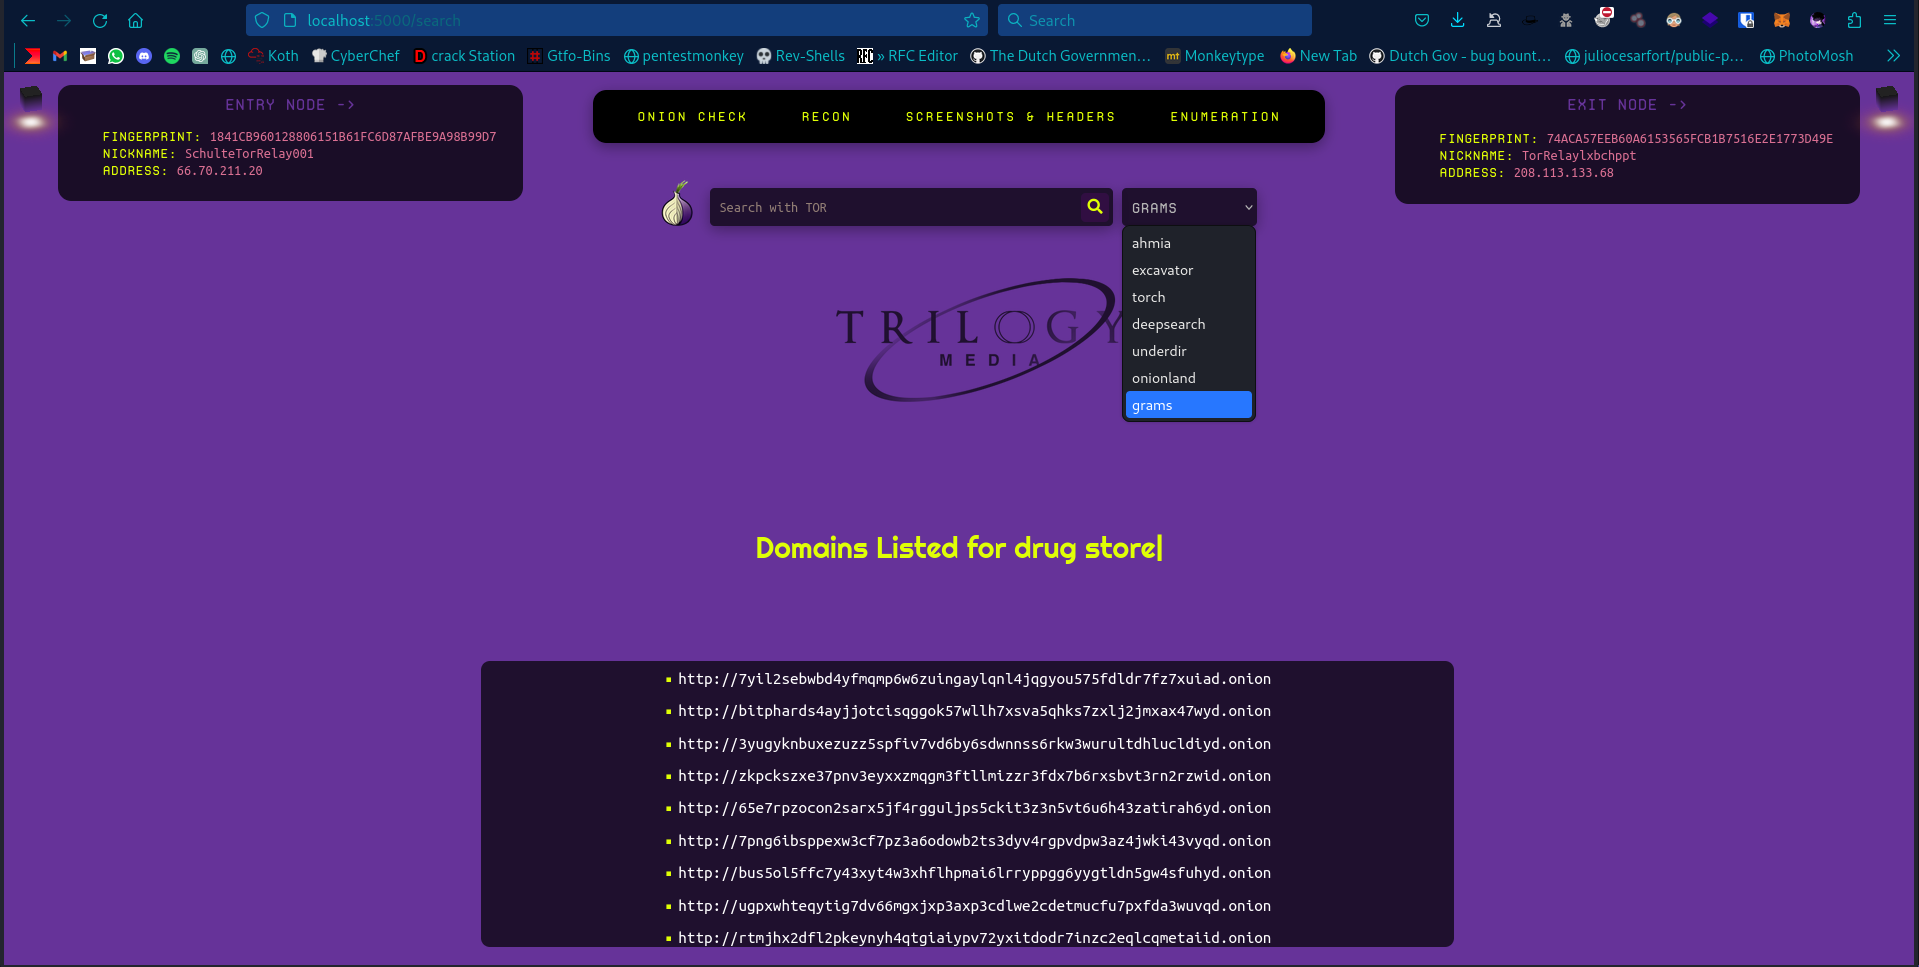 localhost:5000/search
Search
Koth
CyberChef
crack Station
Gtfo-Bins
pentestmonkey
Rev-Shells
» RFC Editor
The Dutch Governmen...
Monkeytype
New Tab
Dutch Gov - bug bount...
juliocesarfort/public-p...
PhotoMosh
ENTRY NODE ->
FINGERPRINT: 1841CB960128806151B61FC6D87AFBE9A98B99D7
NICKNAME: SchulteTorRelay001
ADDRESS: 66.70.211.20
ONION CHECK
RECON
SCREENSHOTS & HEADERS
ENUMERATION
EXIT NODE ->
FINGERPRINT: 74ACA57EEB60A6153565FCB1B7516E2E1773D49E
NICKNAME: TorRelaylxbchppt
ADDRESS: 208.113.133.68
Search with TOR
GRAMS
ahmia
excavator
torch
deepsearch
underdir
onionland
grams
TRILOGY
MEDIA
Domains Listed for drug store|
http://7yil2sebwbd4yfmqmp6w6zuingaylqnl4jqgyou575fdldr7fz7xuiad.onion
http://bitphards4ayjjotcisqggok57wllh7xsva5qhks7zxlj2jmxax47wyd.onion
http://3yugyknbuxezuzz5spfiv7vd6by6sdwnnss6rkw3wurultdhlucldiyd.onion
http://zkpckszxe37pnv3eyxxzmqgm3ftllmizzr3fdx7b6rxsbvt3rn2rzwid.onion
http://65e7rpzocon2sarx5jf4rgguljps5ckit3z3n5vt6u6h43zatirah6yd.onion
http://7png6ibsppexw3cf7pz3a6odowb2ts3dyv4rgpvdpw3az4jwki43vyqd.onion
http://bus5ol5ffc7y43xyt4w3xhflhpmai6lrryppgg6yygtldn5gw4sfuhyd.onion
http://ugpxwhteqytig7dv66mgxjxp3axp3cdlwe2cdetmucfu7pxfda3wuvqd.onion
http://rtmjhx2dfl2pkeynyh4qtgiaiypv72yxitdodr7inzc2eqlcqmetaiid.onion